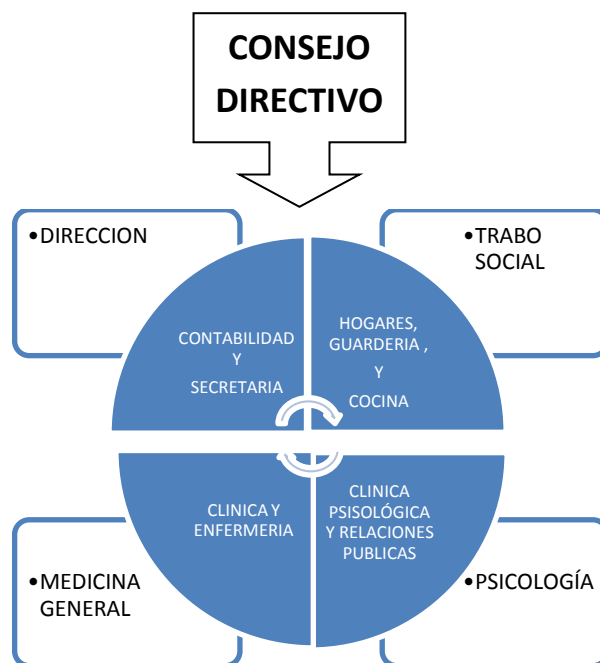 CONSEJO
DIRECTIVO
•DIRECCION
•TRABO
SOCIAL
CONTABILIDAD
Y
SECRETARIA
HOGARES,
GUARDERIA ,
Y
COCINA
CLINICA Y
ENFERMERIA
CLINICA
PSISOLÓGICA
Y RELACIONES
PUBLICAS
•MEDICINA
GENERAL
•PSICOLOGÍA